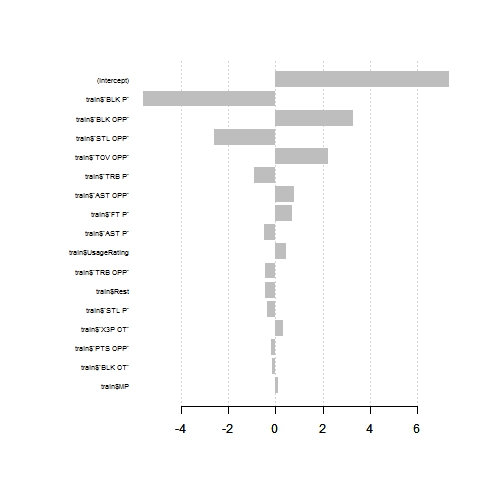 (Intercept)
train$`BLK P`
train$`BLK OPP`
train$`STL OPP`
train$`TOV OPP`
train$`TRB P`
train$`AST OPP`
train$`FT P`
train$`AST P`
train$UsageRating
train$`TRB OPP`
train$Rest
train$`STL P`
train$`X3P OT`
train$`PTS OPP`
train$`BLK OT`
train$MP
-4 -2 0 2 4 6